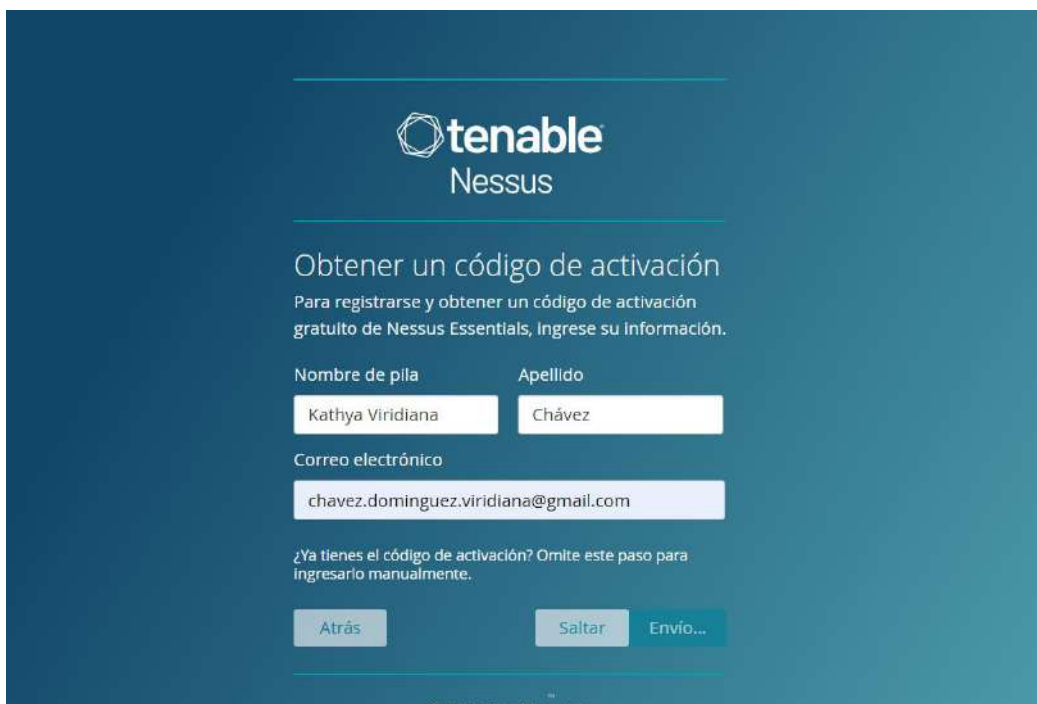 tenable
Nessus
Obtener un código de activación
Para registrarse y obtener un código de activación
gratuito de Nessus Essentials, ingrese su información.
Nombre de pila Apellido
Kathya Viridiana Chávez
Correo electrónico
chavez.dominguez.viridiana@gmail.com
¿Ya tienes el código de activación? Omite este paso para
ingresarlo manualmente.
Atrás Saltar Envío...